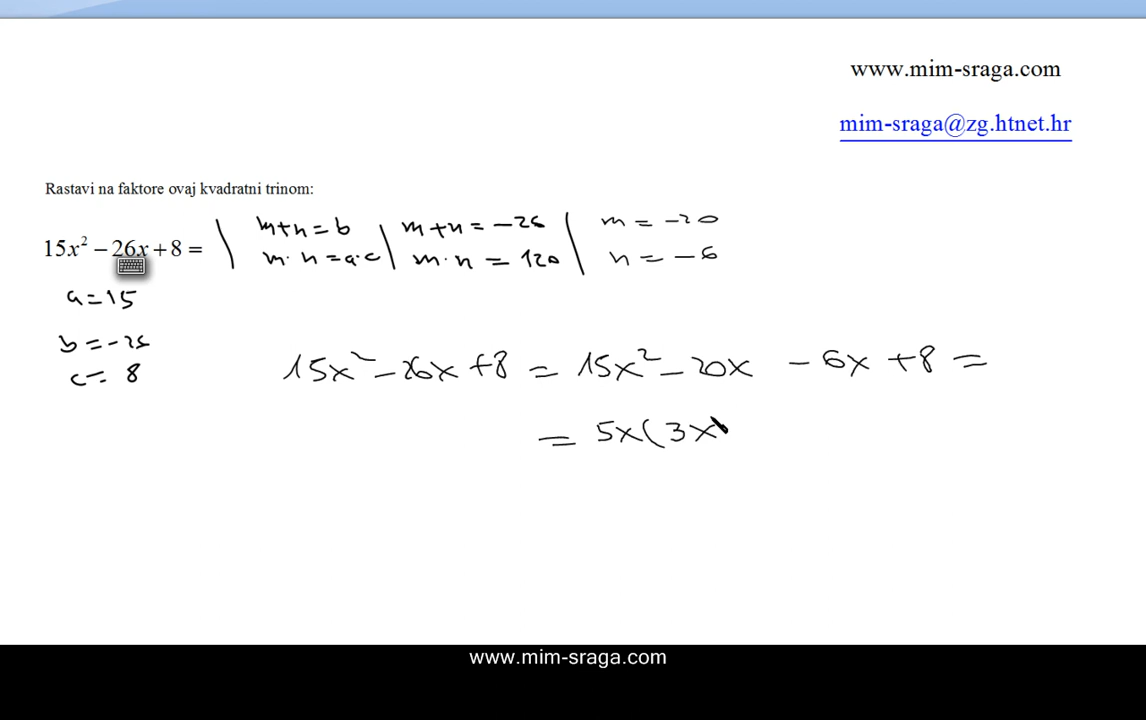 www.mim-sraga.com
mim-sraga@zg.htnet.hr
Rastavi na faktore ovaj kvadratni trinom:
m+n=b | m+n=-26 | m=-20
15x² − 26x + 8 = | m·n=a·c | m·n=120 | n=-6
a=15
b=-26
c=8
15x²-26x+8=15x²-20x -6x+8=
=5x(3x
www.mim-sraga.com